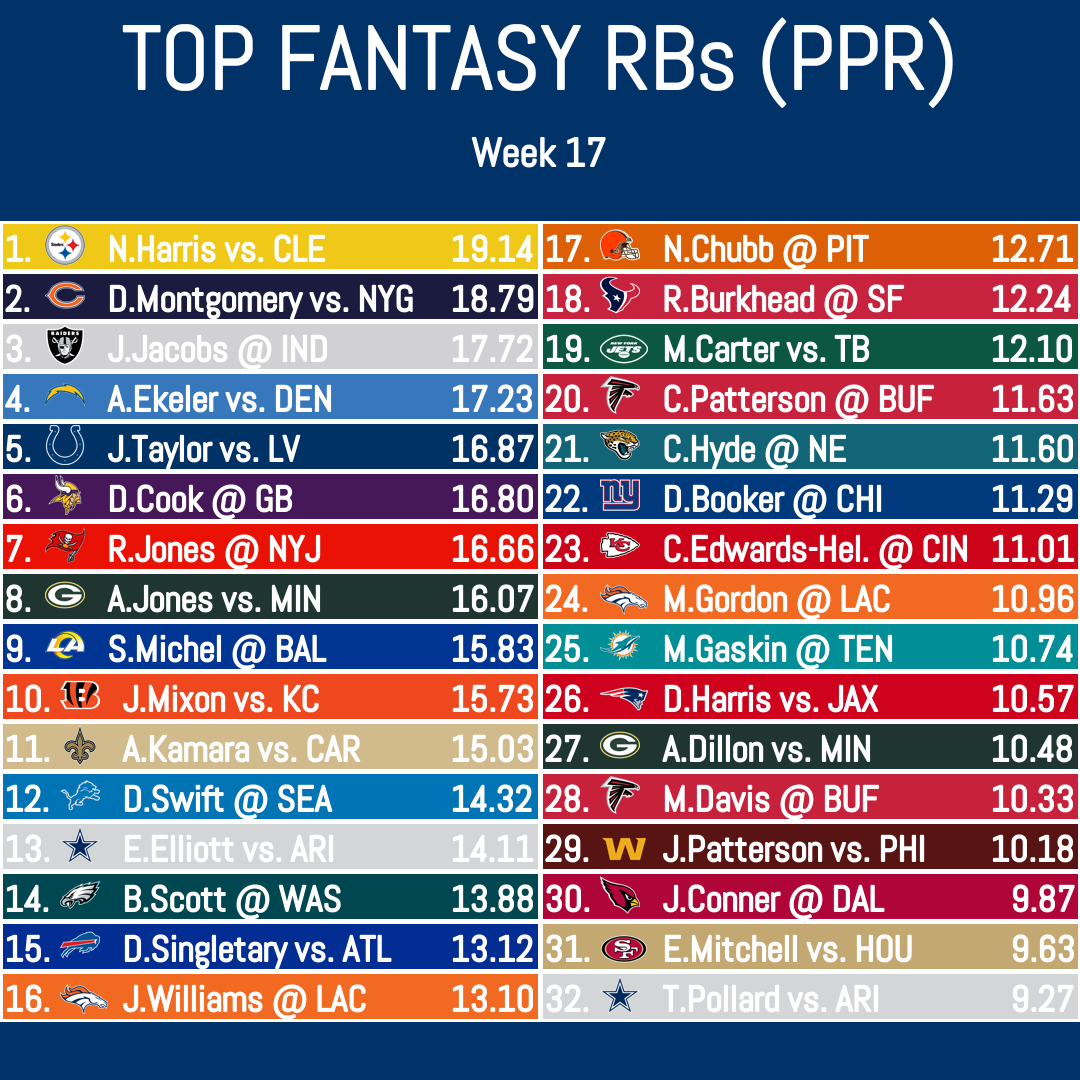 TOP FANTASY RBs (PPR)
Week 17
1. Steelers N.Harris vs. CLE 19.14
2. D.Montgomery vs. NYG 18.79
3. RAIDERS J.Jacobs @ IND 17.72
4. A.Ekeler vs. DEN 17.23
5. J.Taylor vs. LV 16.87
6. D.Cook @ GB 16.80
7. R.Jones @ NYJ 16.66
8. G A.Jones vs. MIN 16.07
9. LA S.Michel @ BAL 15.83
10. B J.Mixon vs. KC 15.73
11. A.Kamara vs. CAR 15.03
12. D.Swift @ SEA 14.32
13. E.Elliott vs. ARI 14.11
14. B.Scott @ WAS 13.88
15. D.Singletary vs. ATL 13.12
16. J.Williams @ LAC 13.10
17. N.Chubb @ PIT 12.71
18. R.Burkhead @ SF 12.24
19. NEW YORK JETS M.Carter vs. TB 12.10
20. C.Patterson @ BUF 11.63
21. C.Hyde @ NE 11.60
22. ny D.Booker @ CHI 11.29
23. KC C.Edwards-Hel. @ CIN 11.01
24. M.Gordon @ LAC 10.96
25. M.Gaskin @ TEN 10.74
26. D.Harris vs. JAX 10.57
27. G A.Dillon vs. MIN 10.48
28. M.Davis @ BUF 10.33
29. W J.Patterson vs. PHI 10.18
30. J.Conner @ DAL 9.87
31. SF E.Mitchell vs. HOU 9.63
32. T.Pollard vs. ARI 9.27